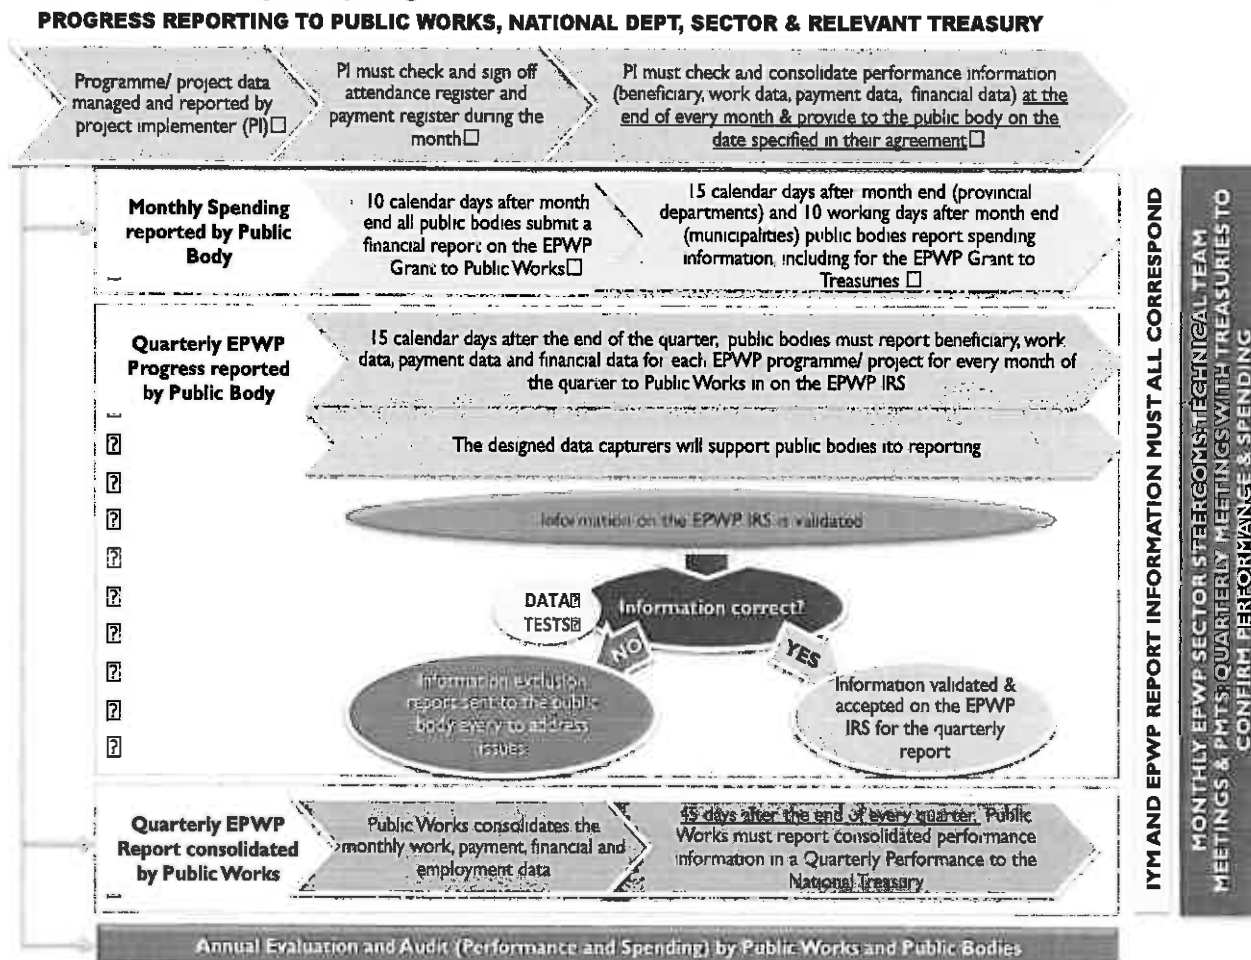 PROGRESS REPORTING TO PUBLIC WORKS, NATIONAL DEPT, SECTOR & RELEVANT TREASURY
Programme/ project data
managed and reported by
project implementer (PI)
PI must check and sign off
attendance register and
payment register during the
month
PI must check and consolidate performance information
(beneficiary, work data, payment data, financial data) at the
end of every month & provide to the public body on the
date specified in their agreement
Monthly Spending
reported by Public
Body
10 calendar days after month
end all public bodies submit a
financial report on the EPWP
Grant to Public Works
15 calendar days after month end (provincial
departments) and 10 working days after month end
(municipalities) public bodies report spending
information, including for the EPWP Grant to
Treasuries
Quarterly EPWP
Progress reported
by Public Body
15 calendar days after the end of the quarter, public bodies must report beneficiary, work
data, payment data and financial data for each EPWP programme/ project for every month of
the quarter to Public Works in on the EPWP IRS
The designed data capturers will support public bodies ito reporting
Information on the EPWP IRS is validated
DATA
TESTS
Information correct?
NO
YES
Information exclusion
report sent to the public
body every to address
issues
Information validated &
accepted on the EPWP
IRS for the quarterly
report
Quarterly EPWP
Report consolidated
by Public Works
Public Works consolidates the
monthly work, payment, financial and
employment data
45 days after the end of every quarter, Public
Works must report consolidated performance
information in a Quarterly Performance to the
National Treasury
Annual Evaluation and Audit (Performance and Spending) by Public Works and Public Bodies
IYM AND EPWP REPORT INFORMATION MUST ALL CORRESPOND
MONTHLY EPWP SECTOR STEERCOMS TECHNICAL TEAM
MEETINGS & PMTS; QUARTERLY MEETINGS WITH TREASURIES TO
CONFIRM PERFORMANCE & SPENDING